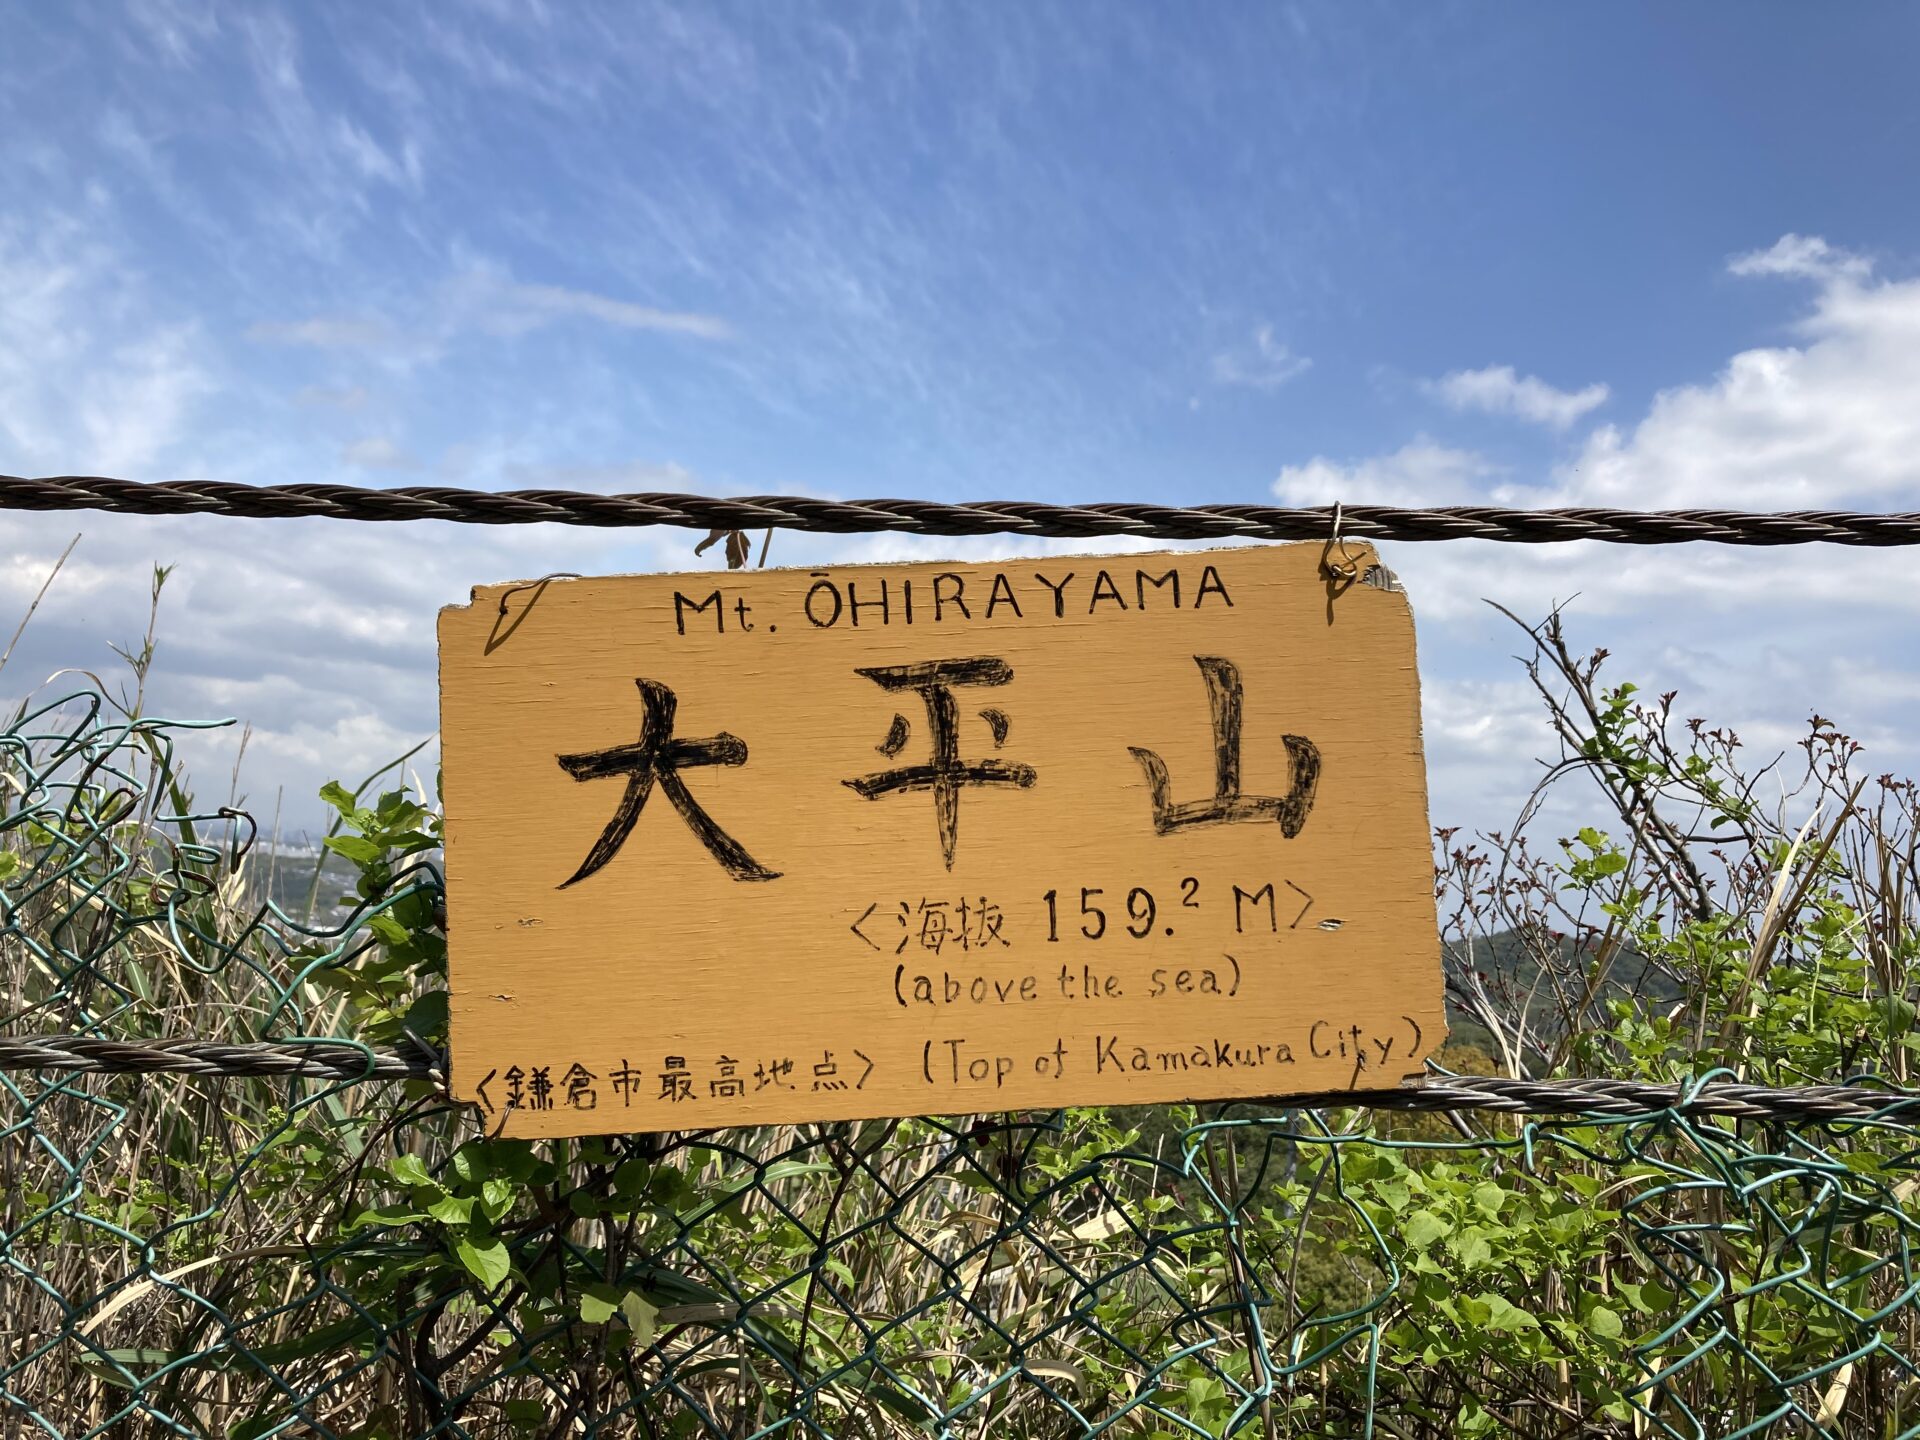 Mt. ŌHIRAYAMA
大平山
<海抜 159.² M>
(above the sea)
<鎌倉市最高地点> (Top of Kamakura City)